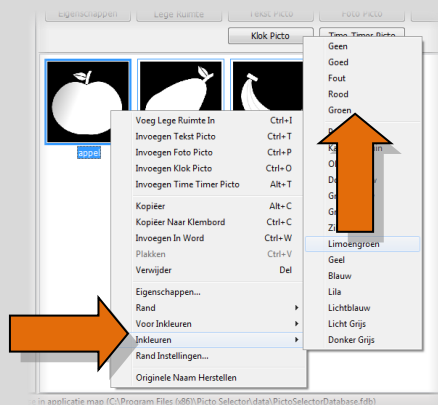 Eigenschappen Lege Ruimte Tekst Picto Foto Picto
Klok Picto Time Timer Picto
appel
Voeg Lege Ruimte In Ctrl+I
Invoegen Tekst Picto Ctrl+T
Invoegen Foto Picto Ctrl+P
Invoegen Klok Picto Ctrl+O
Invoegen Time Timer Picto Alt+T
Kopiëer Alt+C
Kopiëer Naar Klembord Ctrl+C
Invoegen In Word Ctrl+W
Plakken Ctrl+V
Verwijder Del
Eigenschappen...
Rand
Voor Inkleuren
Inkleuren
Rand Instellingen...
Originele Naam Herstellen
Geen
Goed
Fout
Rood
Groen
Limoengroen
Geel
Blauw
Lila
Lichtblauw
Licht Grijs
Donker Grijs
in applicatie map (C:\Program Files (x86)\Picto Selector\data\PictoSelectorDatabase.fdb)